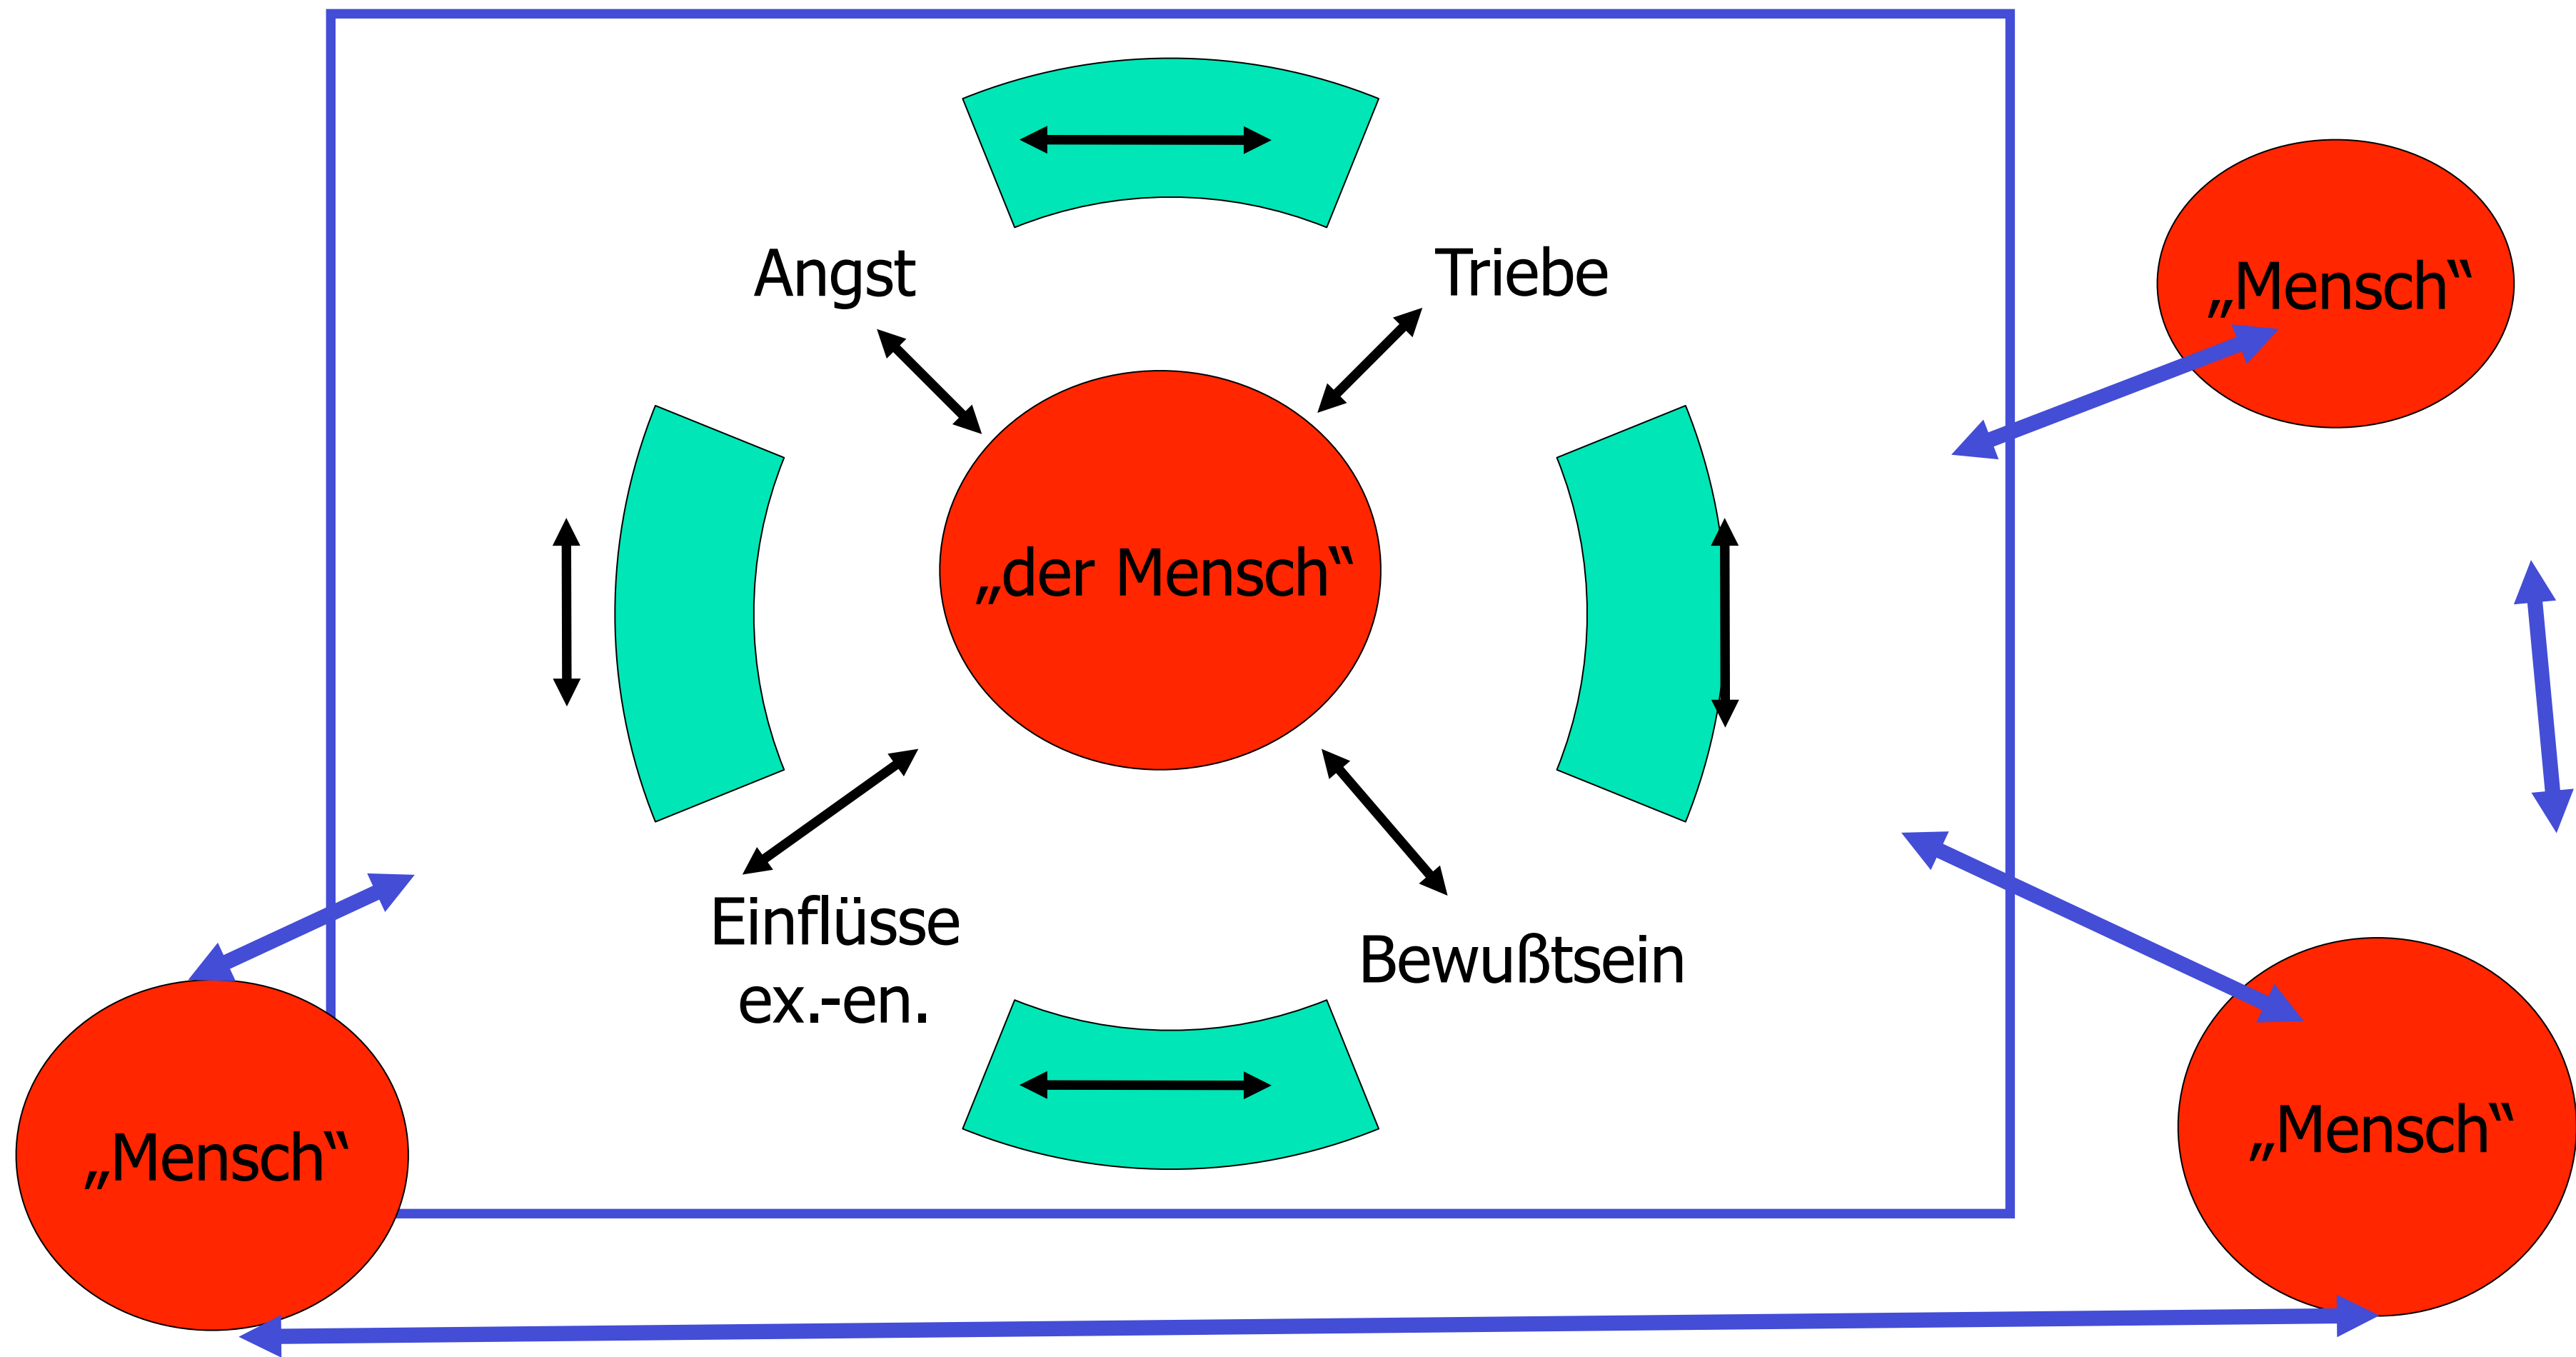 Angst
Triebe
„Mensch“
„der Mensch“
Einflüsse
ex.-en.
Bewußtsein
„Mensch“
„Mensch“